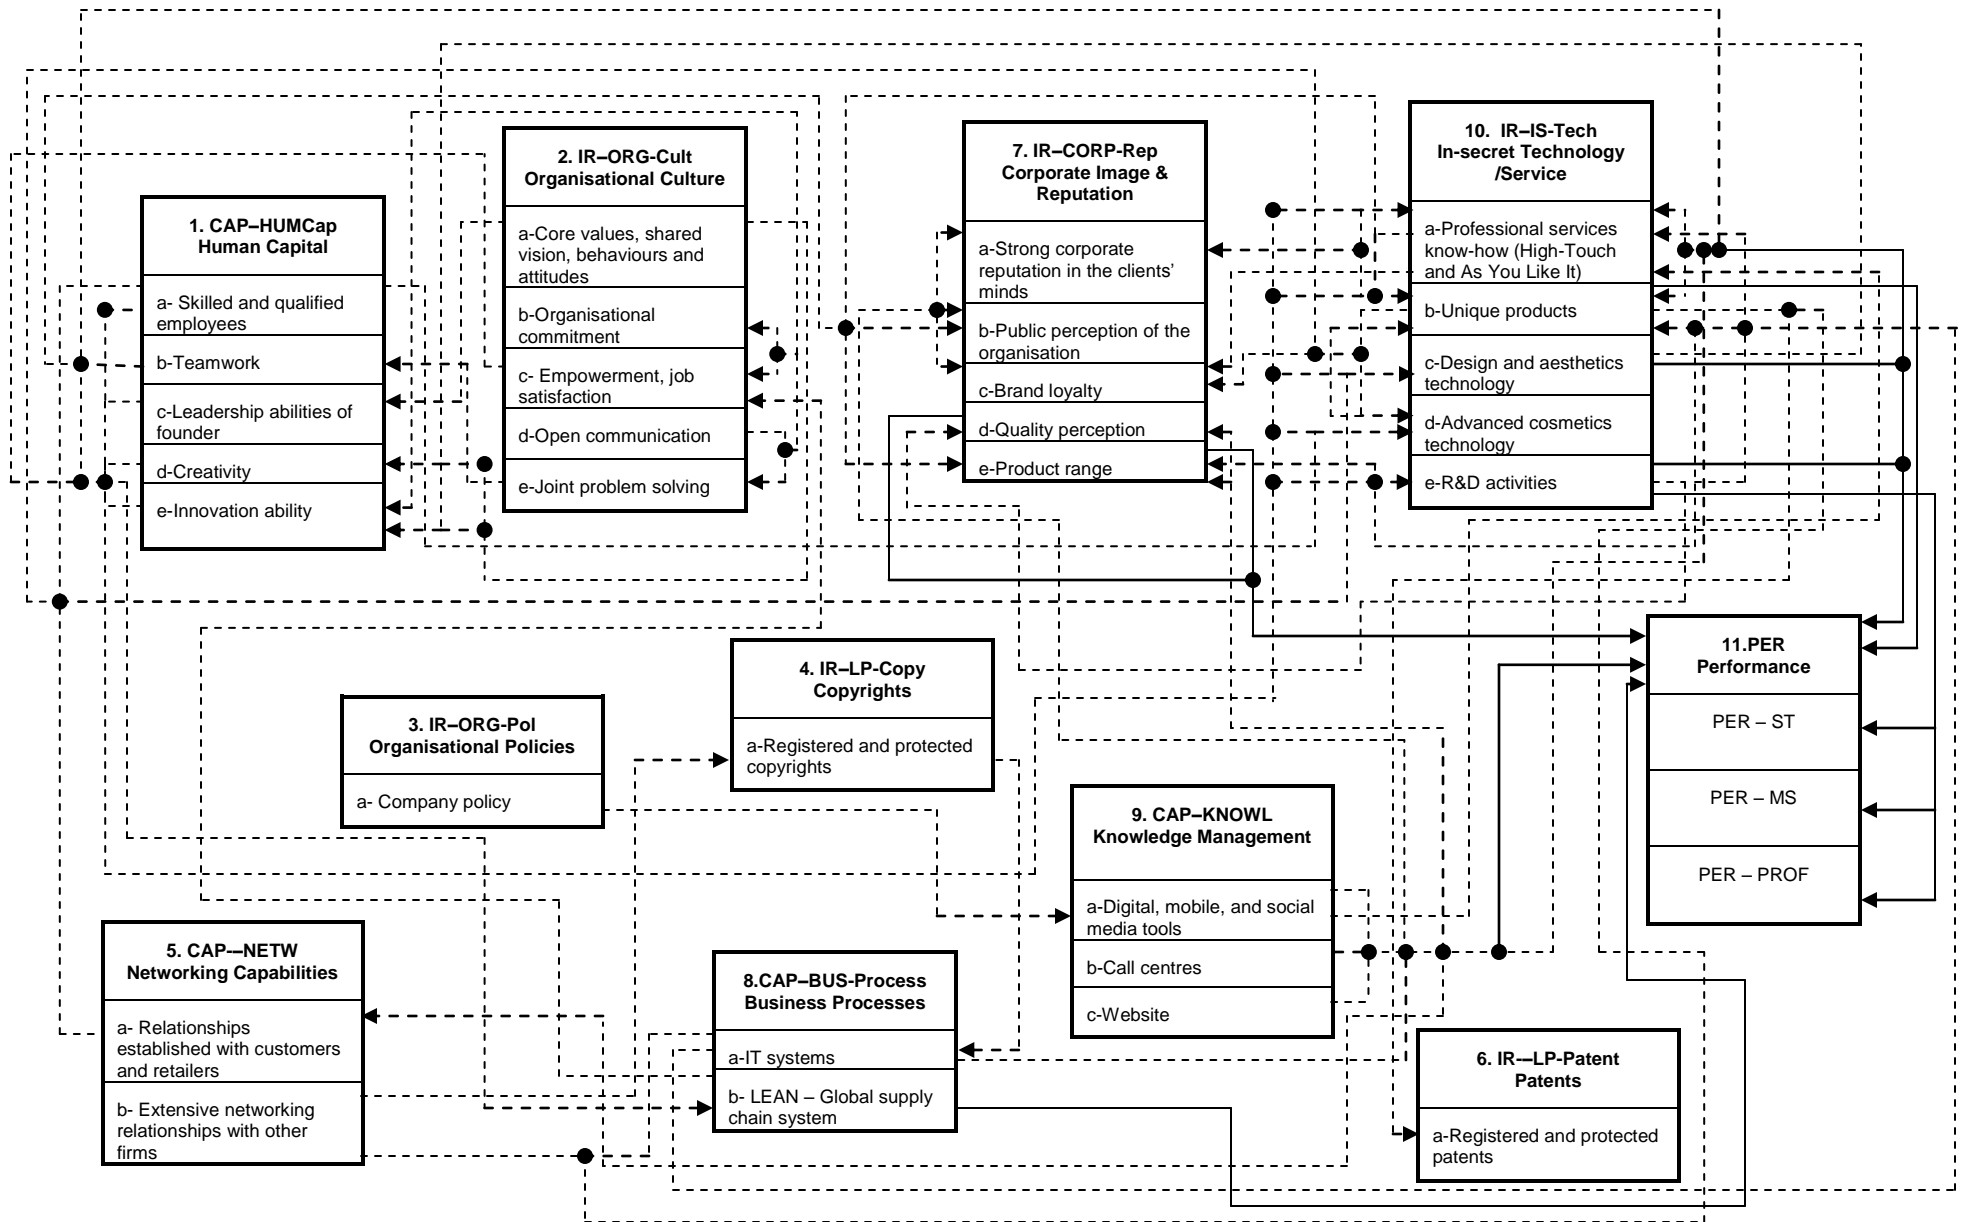 1. CAP–HUMCap
Human Capital
a- Skilled and qualified
employees
b-Teamwork
c-Leadership abilities of
founder
d-Creativity
e-Innovation ability
2. IR–ORG-Cult
Organisational Culture
a-Core values, shared
vision, behaviours and
attitudes
b-Organisational
commitment
c- Empowerment, job
satisfaction
d-Open communication
e-Joint problem solving
7. IR–CORP-Rep
Corporate Image &
Reputation
a-Strong corporate
reputation in the clients’
minds
b-Public perception of the
organisation
c-Brand loyalty
d-Quality perception
e-Product range
10. IR–IS-Tech
In-secret Technology
/Service
a-Professional services
know-how (High-Touch
and As You Like It)
b-Unique products
c-Design and aesthetics
technology
d-Advanced cosmetics
technology
e-R&D activities
3. IR–ORG-Pol
Organisational Policies
a- Company policy
4. IR–LP-Copy
Copyrights
a-Registered and protected
copyrights
11.PER
Performance
PER – ST
PER – MS
PER – PROF
9. CAP–KNOWL
Knowledge Management
a-Digital, mobile, and social
media tools
b-Call centres
c-Website
5. CAP-–NETW
Networking Capabilities
a- Relationships
established with customers
and retailers
b- Extensive networking
relationships with other
firms
8.CAP–BUS-Process
Business Processes
a-IT systems
b- LEAN – Global supply
chain system
6. IR-–LP-Patent
Patents
a-Registered and protected
patents